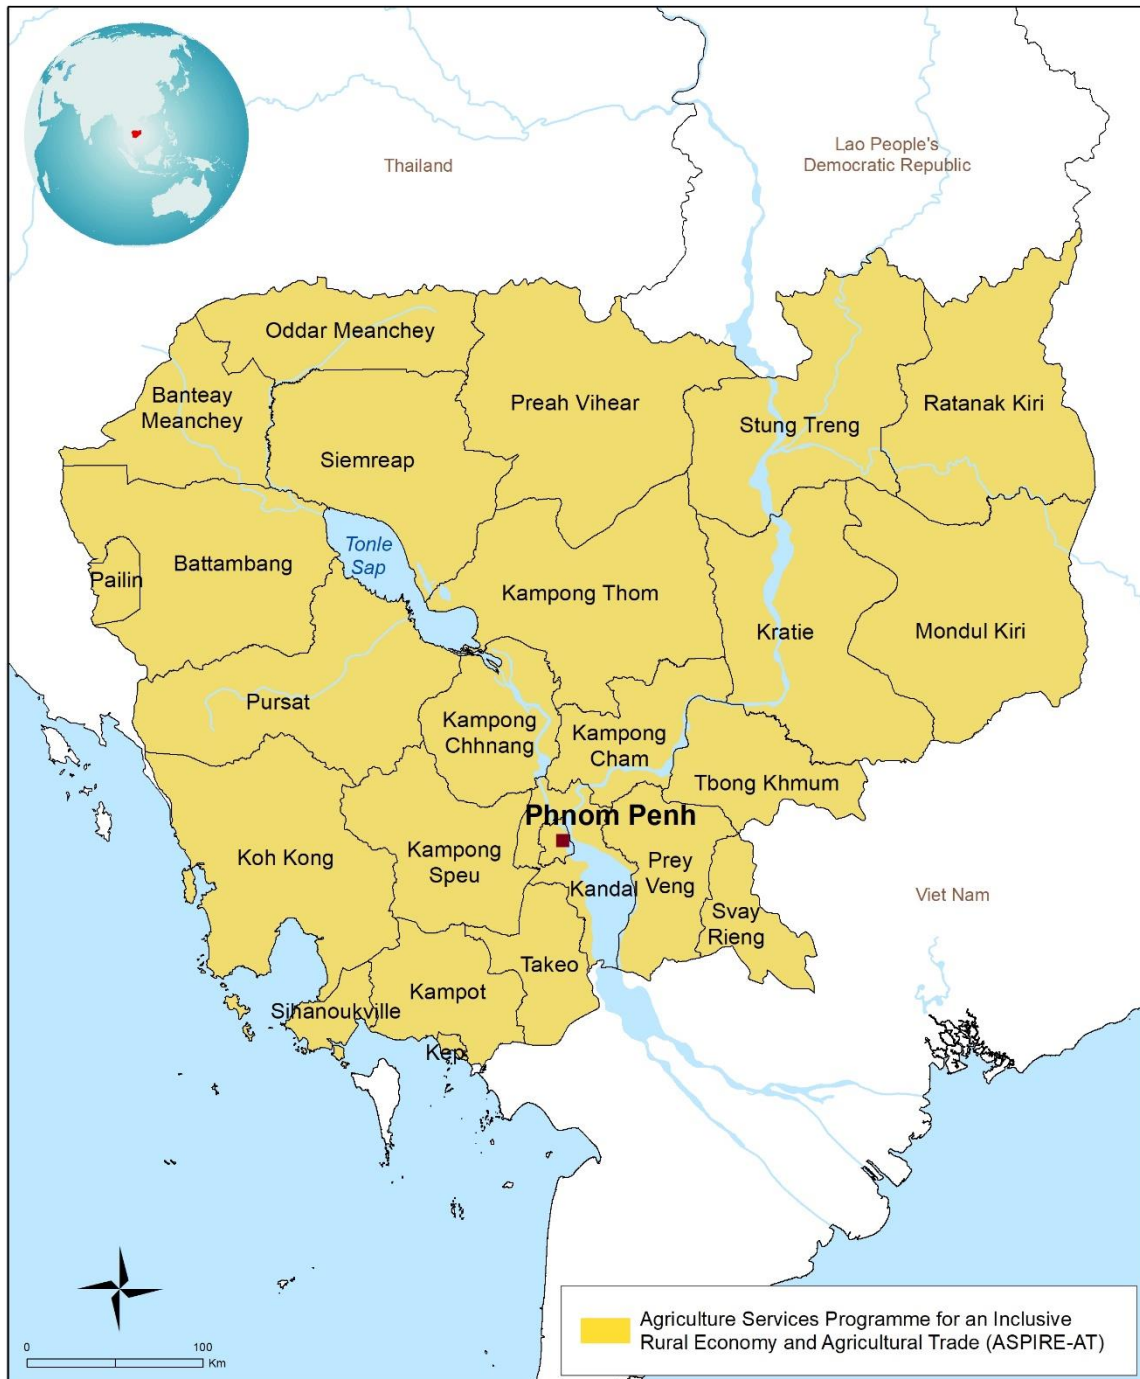 Thailand
Lao People's
Democratic Republic
Oddar Meanchey
Banteay
Meanchey
Preah Vihear
Ratanak Kiri
Stung Treng
Siemreap
Tonle
Sap
Battambang
Pailin
Kampong Thom
Kratie
Mondul Kiri
Pursat
Kampong
Chhnang
Kampong
Cham
Tbong Khmum
Phnom Penh
Koh Kong
Kampong
Speu
Kandal
Prey
Veng
Svay
Rieng
Viet Nam
Takeo
Kampot
Sihanoukville
Kep
0 100
Km
Agriculture Services Programme for an Inclusive
Rural Economy and Agricultural Trade (ASPIRE-AT)